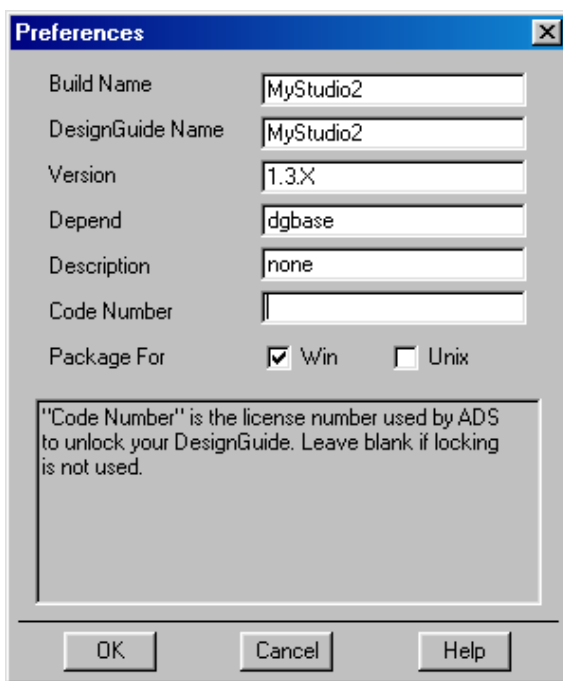 Preferences
Build Name MyStudio2
DesignGuide Name MyStudio2
Version 1.3.X
Depend dgbase
Description none
Code Number
Package For Win Unix
"Code Number" is the license number used by ADS
to unlock your DesignGuide. Leave blank if locking
is not used.
OK Cancel Help